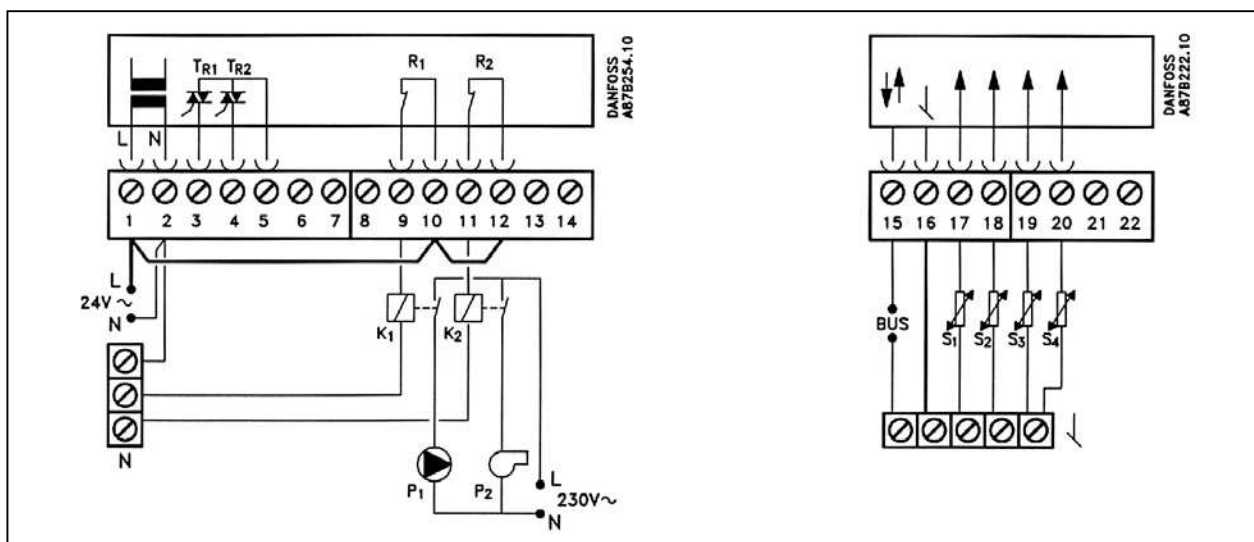 TR1 TR2 R1 R2
L N
DANFOSS
A87B254.10
1 2 3 4 5 6 7 8 9 10 11 12 13 14
L
24V ~
N
K1 K2
N
P1 P2
L
230V~
N
DANFOSS
A87B222.10
15 16 17 18 19 20 21 22
BUS
S1 S2 S3 S4